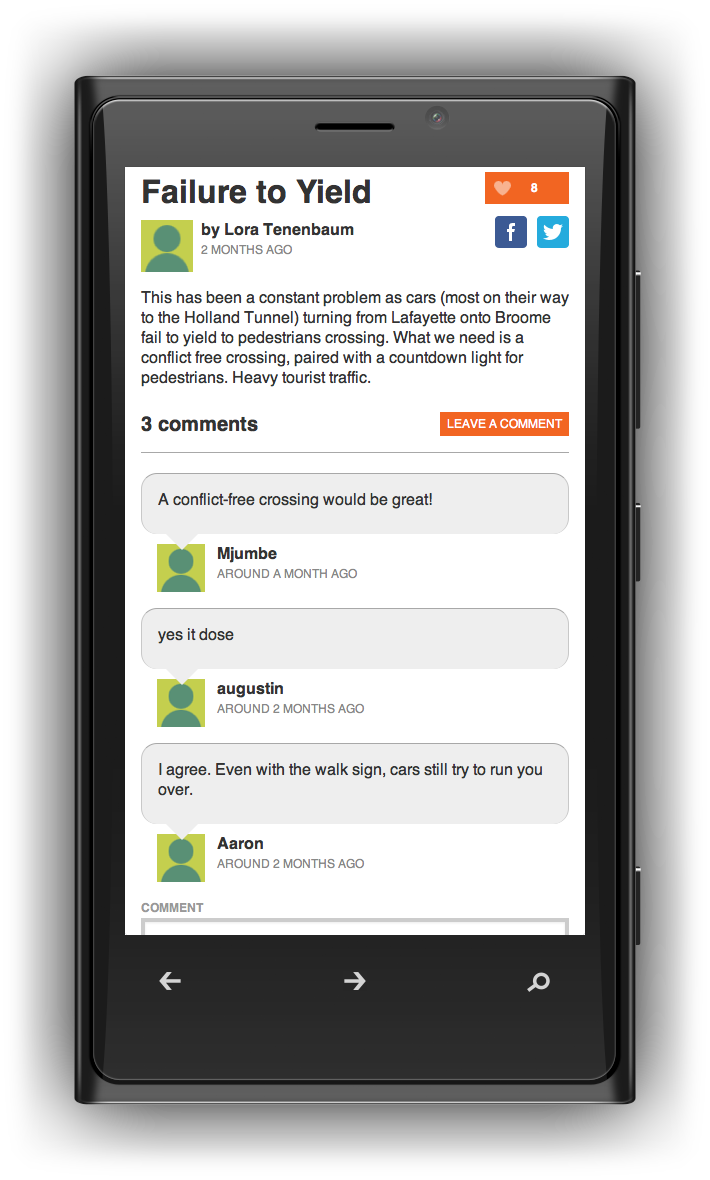 Failure to Yield
8
by Lora Tenenbaum
2 MONTHS AGO
This has been a constant problem as cars (most on their way
to the Holland Tunnel) turning from Lafayette onto Broome
fail to yield to pedestrians crossing. What we need is a
conflict free crossing, paired with a countdown light for
pedestrians. Heavy tourist traffic.
3 comments
LEAVE A COMMENT
A conflict-free crossing would be great!
Mjumbe
AROUND A MONTH AGO
yes it dose
augustin
AROUND 2 MONTHS AGO
I agree. Even with the walk sign, cars still try to run you
over.
Aaron
AROUND 2 MONTHS AGO
COMMENT